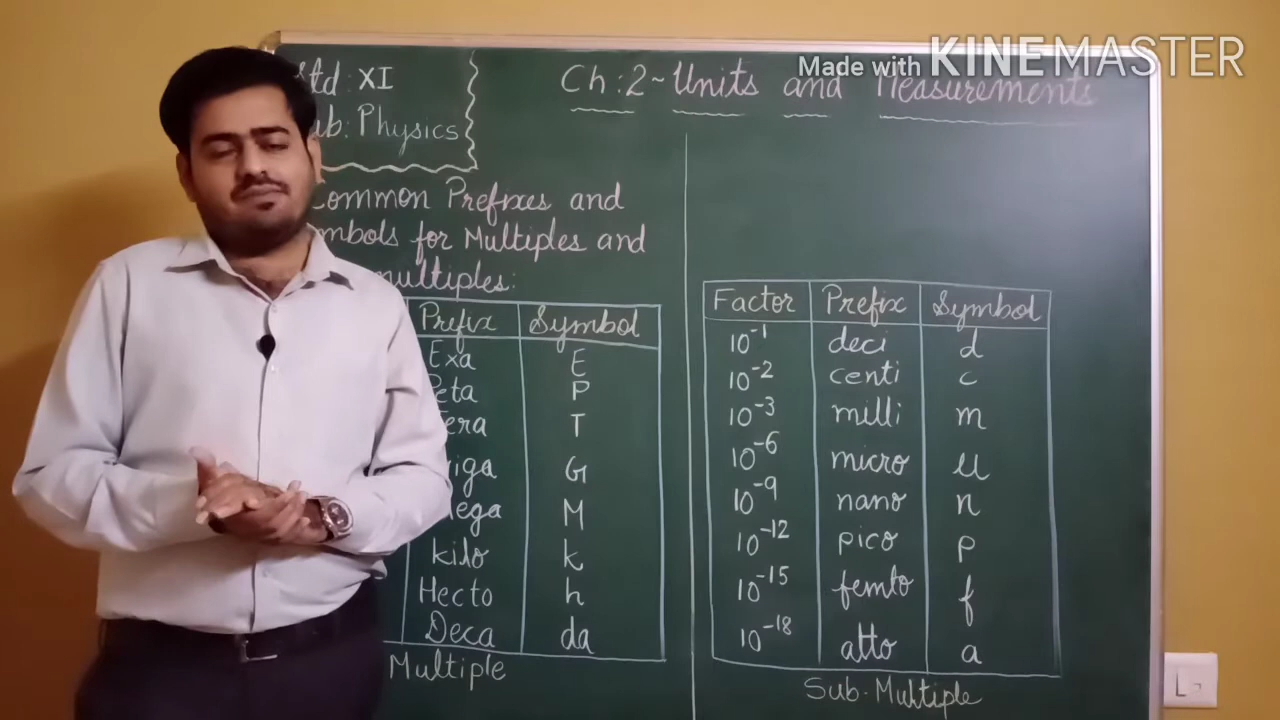 Made with KINEMASTER
td: XI
ub: Physics
Ch: 2 ~ Units and Measurements
Common Prefixes and
mbols for Multiples and
multiples:
Prefix Symbol
Exa E
Peta P
era T
iga G
ega M
kilo k
Hecto h
Deca da
Multiple
Factor Prefix Symbol
10⁻¹ deci d
10⁻² centi c
10⁻³ milli m
10⁻⁶ micro μ
10⁻⁹ nano n
10⁻¹² pico p
10⁻¹⁵ femto f
10⁻¹⁸ atto a
Sub-Multiple